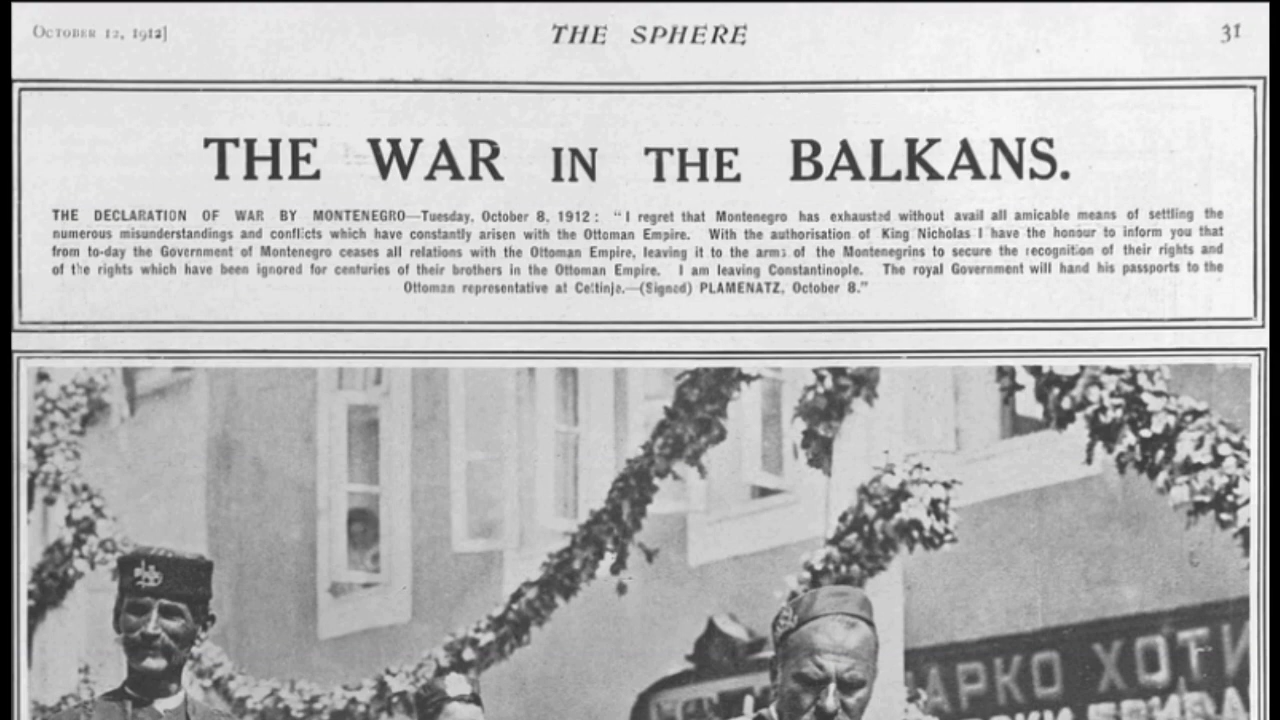 OCTOBER 12, 1912]
THE SPHERE
31
THE WAR IN THE BALKANS.
THE DECLARATION OF WAR BY MONTENEGRO—Tuesday, October 8, 1912: "I regret that Montenegro has exhausted without avail all amicable means of settling the
numerous misunderstandings and conflicts which have constantly arisen with the Ottoman Empire. With the authorisation of King Nicholas I have the honour to inform you that
from to-day the Government of Montenegro ceases all relations with the Ottoman Empire, leaving it to the arms of the Montenegrins to secure the recognition of their rights and
of the rights which have been ignored for centuries of their brothers in the Ottoman Empire. I am leaving Constantinople. The royal Government will hand his passports to the
Ottoman representative at Cettinje.—(Signed) PLAMENATZ, October 8."
АРКО ХОТИ